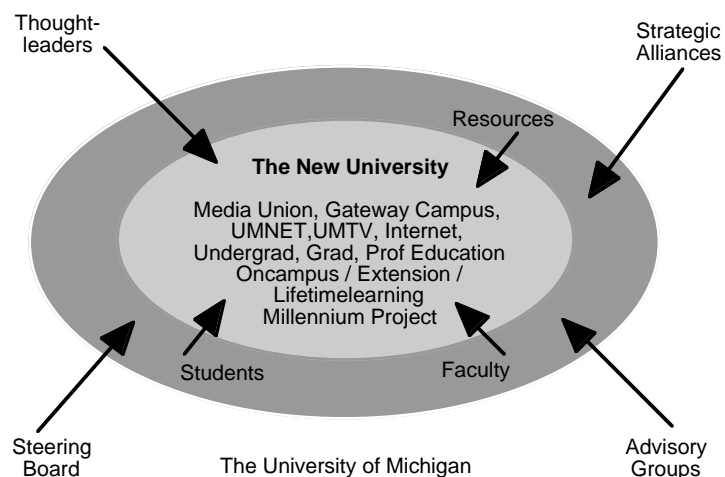 Thought-
leaders
Strategic
Alliances
Resources
The New University
Media Union, Gateway Campus,
UMNET,UMTV, Internet,
Undergrad, Grad, Prof Education
Oncampus / Extension /
Lifetimelearning
Millennium Project
Students
Faculty
Steering
Board
The University of Michigan
Advisory
Groups